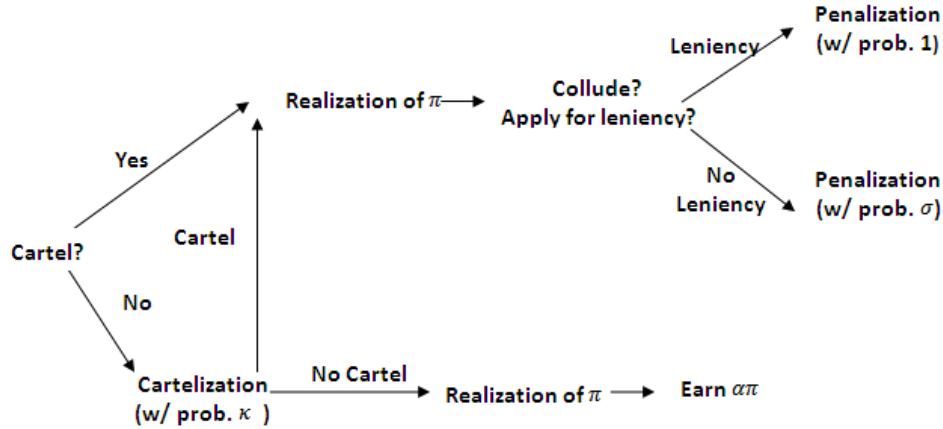 Penalization
(w/ prob. 1)
Leniency
Collude?
Apply for leniency?
Realization of π
Yes
No
Leniency
Penalization
(w/ prob. σ)
Cartel?
Cartel
No
Cartelization
(w/ prob. κ )
No Cartel
Realization of π
Earn απ